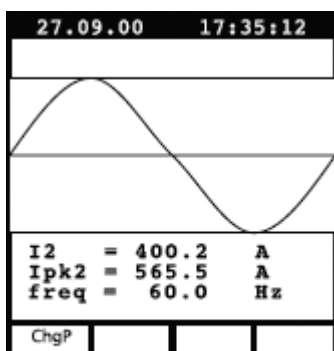 27.09.00 17:35:12
I2 = 400.2 A
Ipk2 = 565.5 A
freq = 60.0 Hz
ChgP